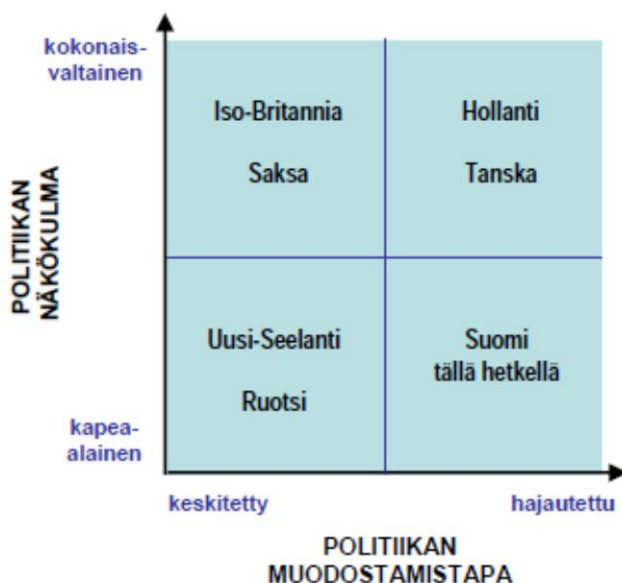 kokonais-
valtainen
POLITIIKAN
NÄKÖKULMA
Iso-Britannia
Saksa
Hollanti
Tanska
Uusi-Seelanti
Ruotsi
Suomi
tällä hetkellä
kapea-
alainen
keskitetty
hajautettu
POLITIIKAN
MUODOSTAMISTAPA